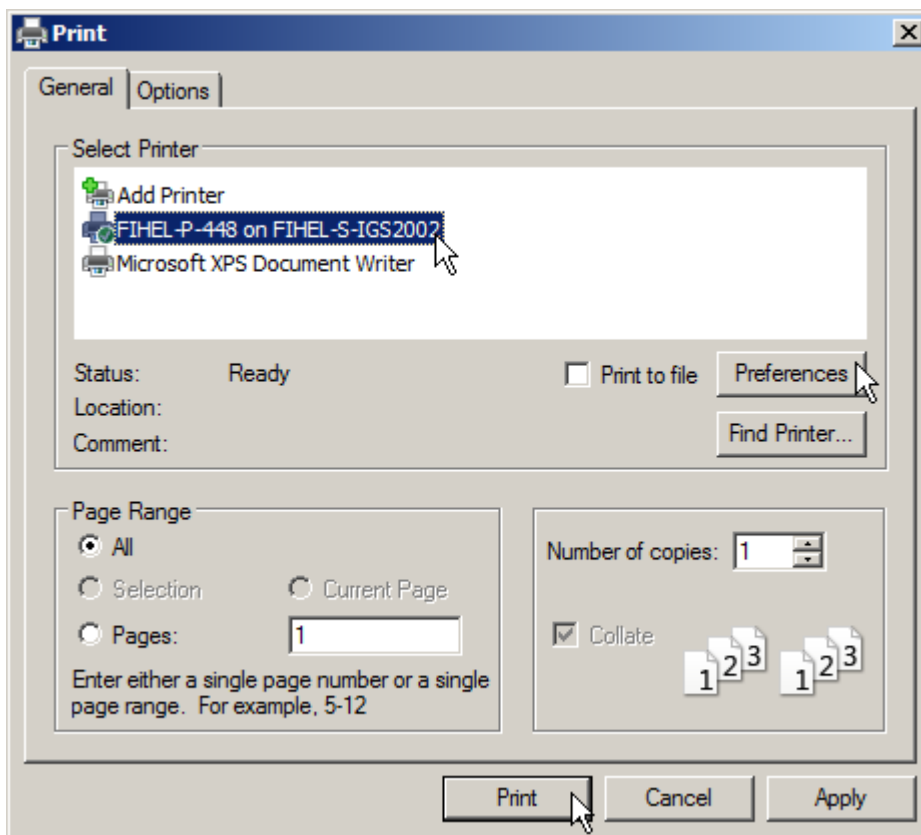 Print
General Options
Select Printer
Add Printer
FIHEL-P-448 on FIHEL-S-IGS2002
Microsoft XPS Document Writer
Status: Ready
Print to file
Preferences
Location:
Comment:
Find Printer...
Page Range
All
Selection
Current Page
Pages: 1
Enter either a single page number or a single
page range. For example, 5-12
Number of copies: 1
Collate
1 2 3 1 2 3
Print
Cancel
Apply